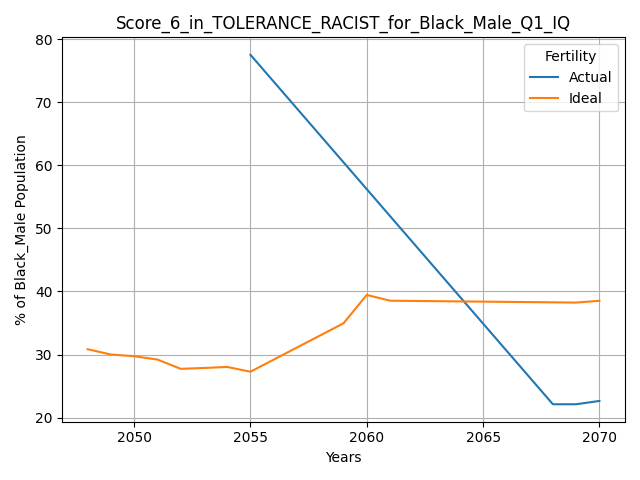 Score_6_in_TOLERANCE_RACIST_for_Black_Male_Q1_IQ
Fertility
Actual
Ideal
% of Black_Male Population
80
70
60
50
40
30
20
2050 2055 2060 2065 2070
Years